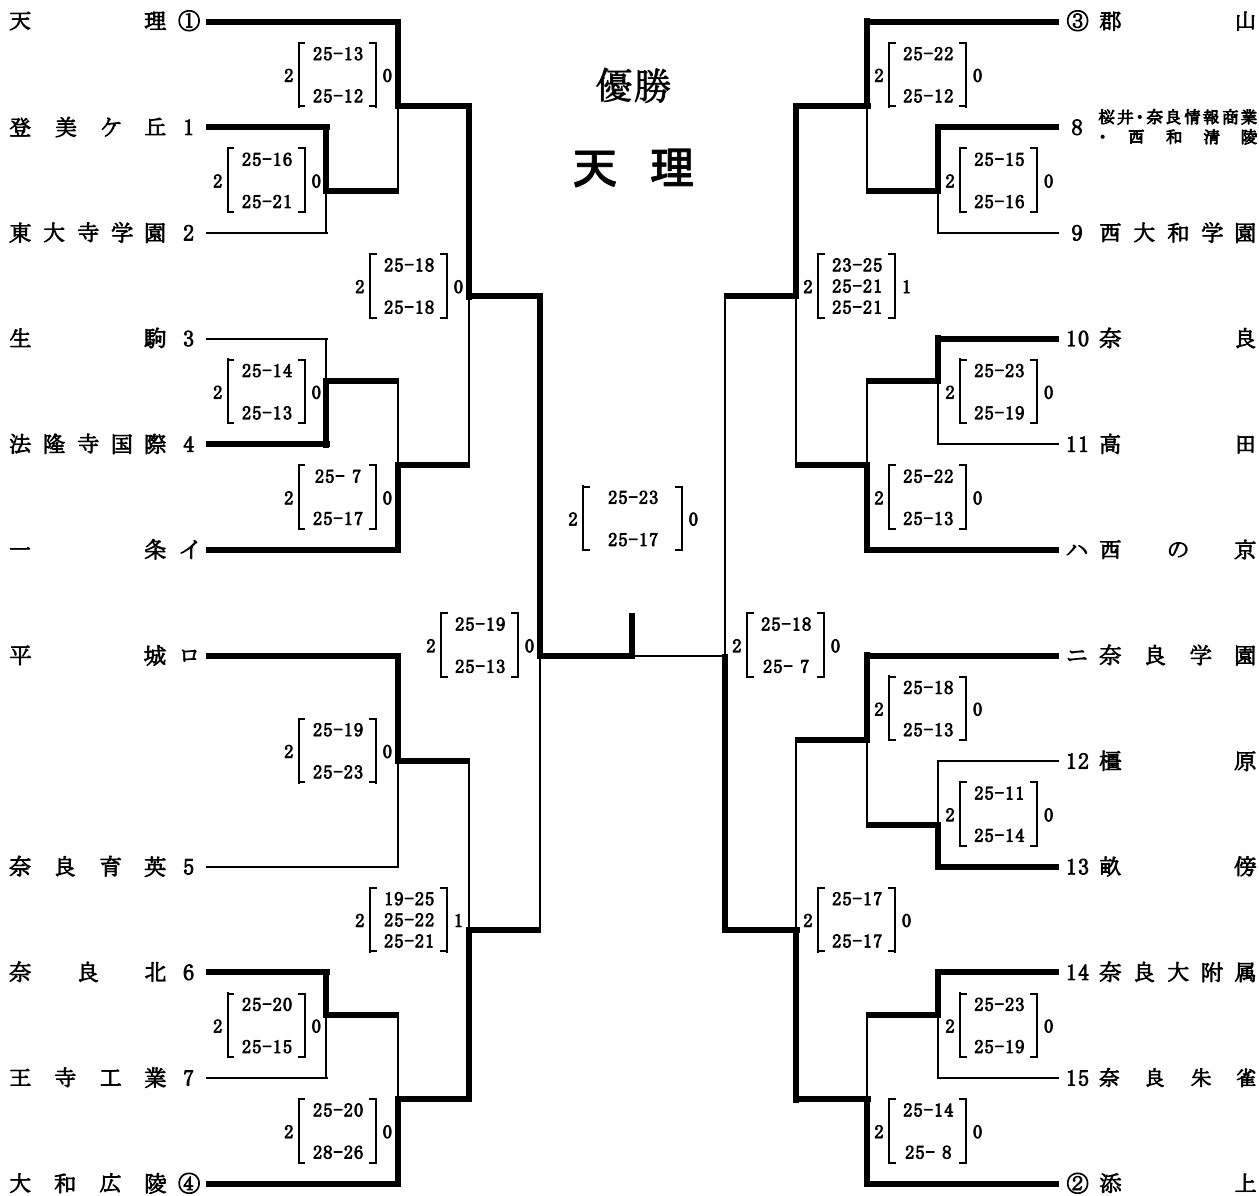 優勝
天理
天理 ①
2 25-13 0
25-12
登美ケ丘 1
2 25-16 0
25-21
東大寺学園 2
2 25-18 0
25-18
生駒 3
2 25-14 0
25-13
法隆寺国際 4
2 25- 7 0
25-17
一条 イ
2 25-19 0
25-13
平城 ロ
2 25-19 0
25-23
奈良育英 5
2 19-25 1
25-22
25-21
奈良北 6
2 25-20 0
25-15
王寺工業 7
2 25-20 0
28-26
大和広陵 ④
2 25-23 0
25-17
③ 郡山
2 25-22 0
25-12
8 桜井・奈良情報商業
・西和清陵
2 25-15 0
25-16
9 西大和学園
2 23-25 1
25-21
25-21
10 奈良
2 25-23 0
25-19
11 高田
2 25-22 0
25-13
ハ 西の京
2 25-18 0
25- 7
ニ 奈良学園
2 25-18 0
25-13
12 橿原
2 25-11 0
25-14
13 畝傍
2 25-17 0
25-17
14 奈良大附属
2 25-23 0
25-19
15 奈良朱雀
2 25-14 0
25- 8
② 添上